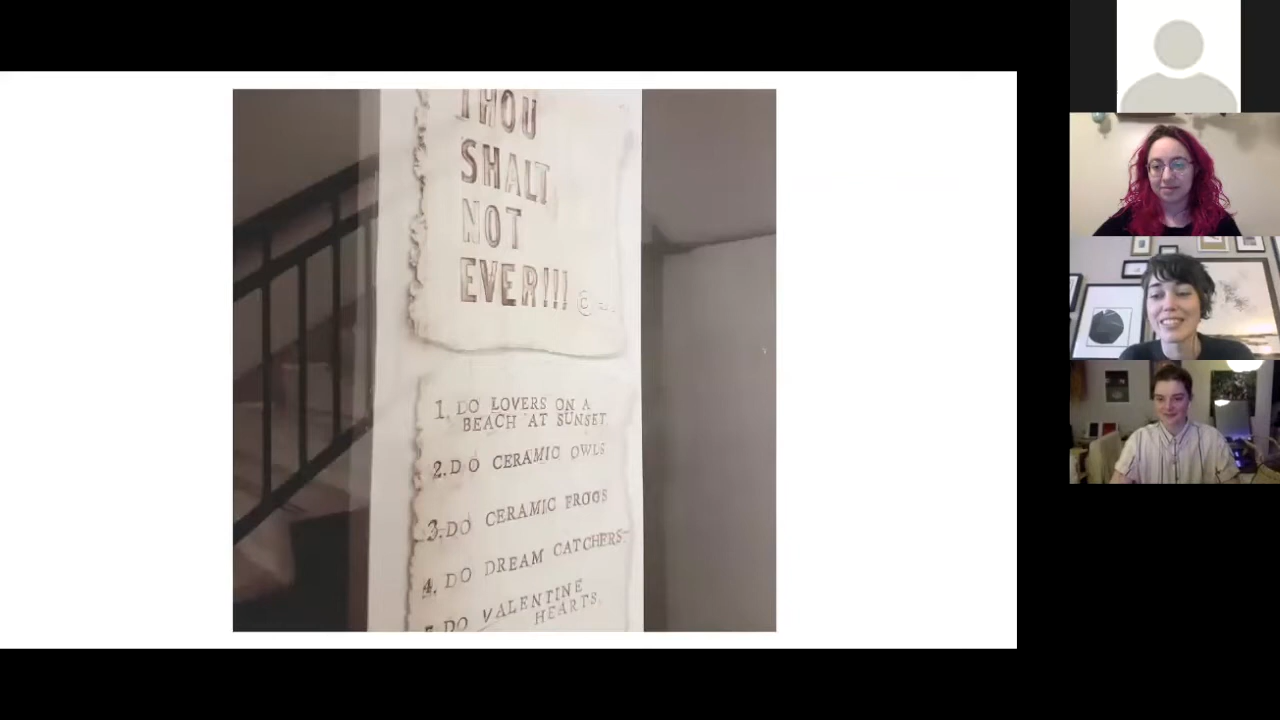 THOU
SHALT
NOT
EVER!!! ©
1. DO LOVERS ON A
BEACH AT SUNSET
2. DO CERAMIC OWLS
3. DO CERAMIC FROGS
4. DO DREAM CATCHERS
5. DO VALENTINE
HEARTS.